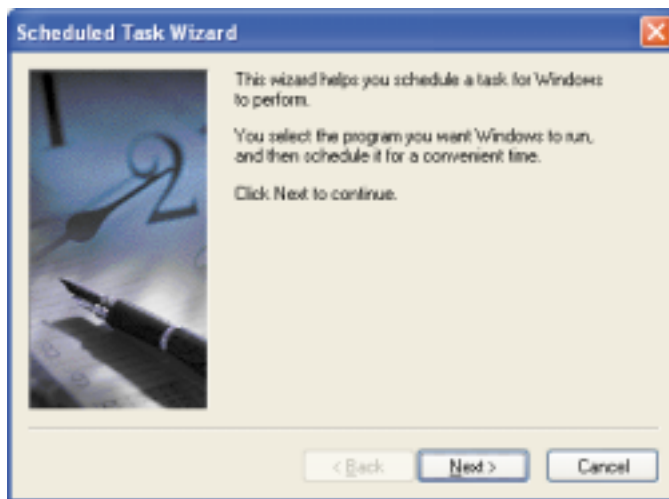 Scheduled Task Wizard
This wizard helps you schedule a task for Windows
to perform.
You select the program you want Windows to run,
and then schedule it for a convenient time.
Click Next to continue.
2
< Back
Next >
Cancel